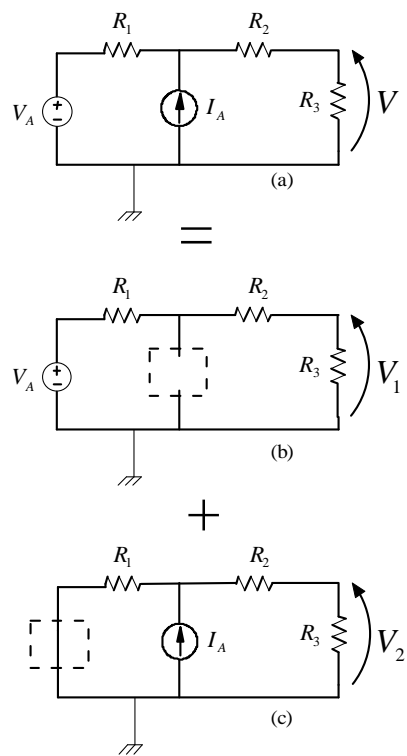 R1 R2
VA + − IA R3 V
(a)
=
R1 R2
VA + − R3 V1
(b)
+
R1 R2
IA R3 V2
(c)